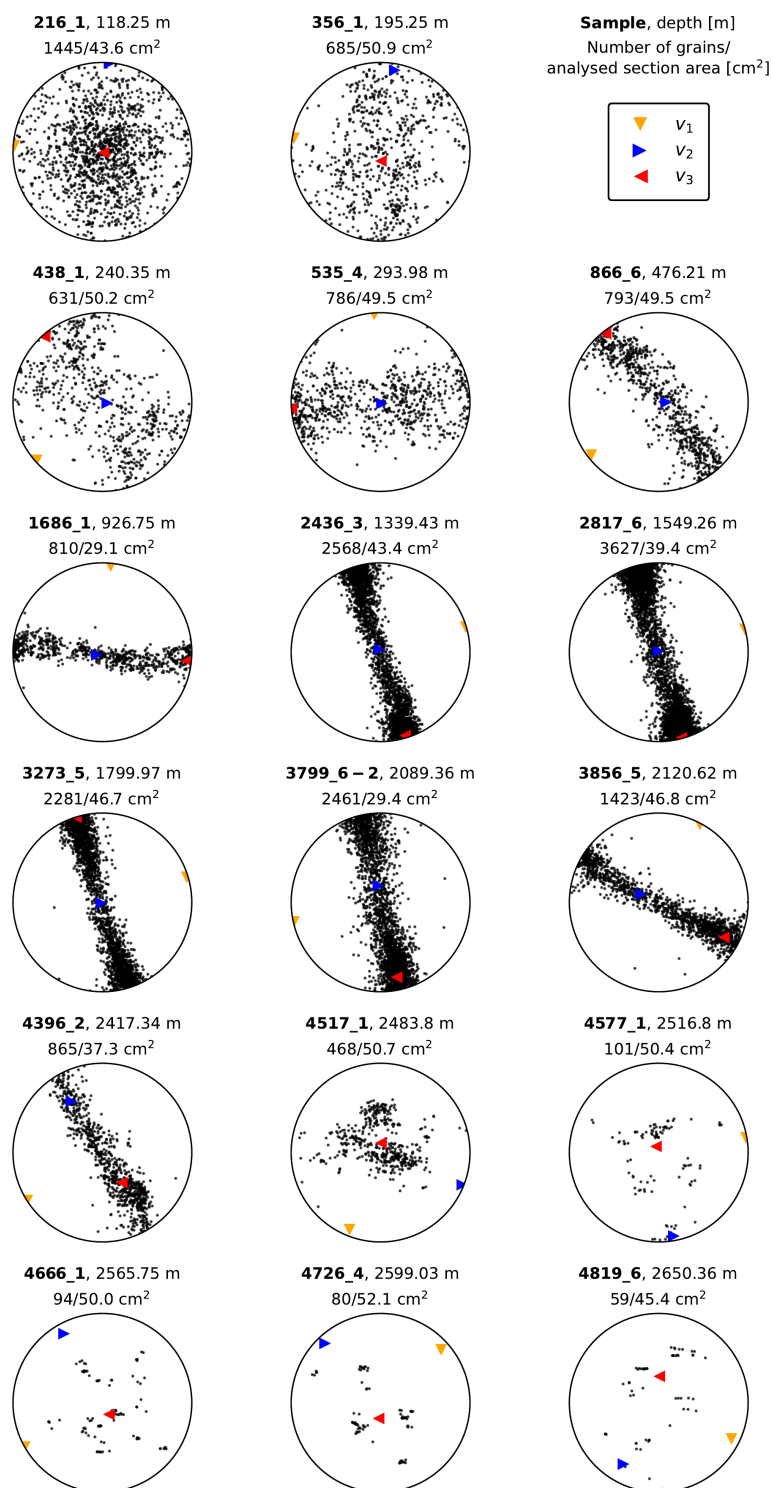 216_1, 118.25 m
1445/43.6 cm²
356_1, 195.25 m
685/50.9 cm²
Sample, depth [m]
Number of grains/
analysed section area [cm²]
v₁
v₂
v₃
438_1, 240.35 m
631/50.2 cm²
535_4, 293.98 m
786/49.5 cm²
866_6, 476.21 m
793/49.5 cm²
1686_1, 926.75 m
810/29.1 cm²
2436_3, 1339.43 m
2568/43.4 cm²
2817_6, 1549.26 m
3627/39.4 cm²
3273_5, 1799.97 m
2281/46.7 cm²
3799_6 − 2, 2089.36 m
2461/29.4 cm²
3856_5, 2120.62 m
1423/46.8 cm²
4396_2, 2417.34 m
865/37.3 cm²
4517_1, 2483.8 m
468/50.7 cm²
4577_1, 2516.8 m
101/50.4 cm²
4666_1, 2565.75 m
94/50.0 cm²
4726_4, 2599.03 m
80/52.1 cm²
4819_6, 2650.36 m
59/45.4 cm²